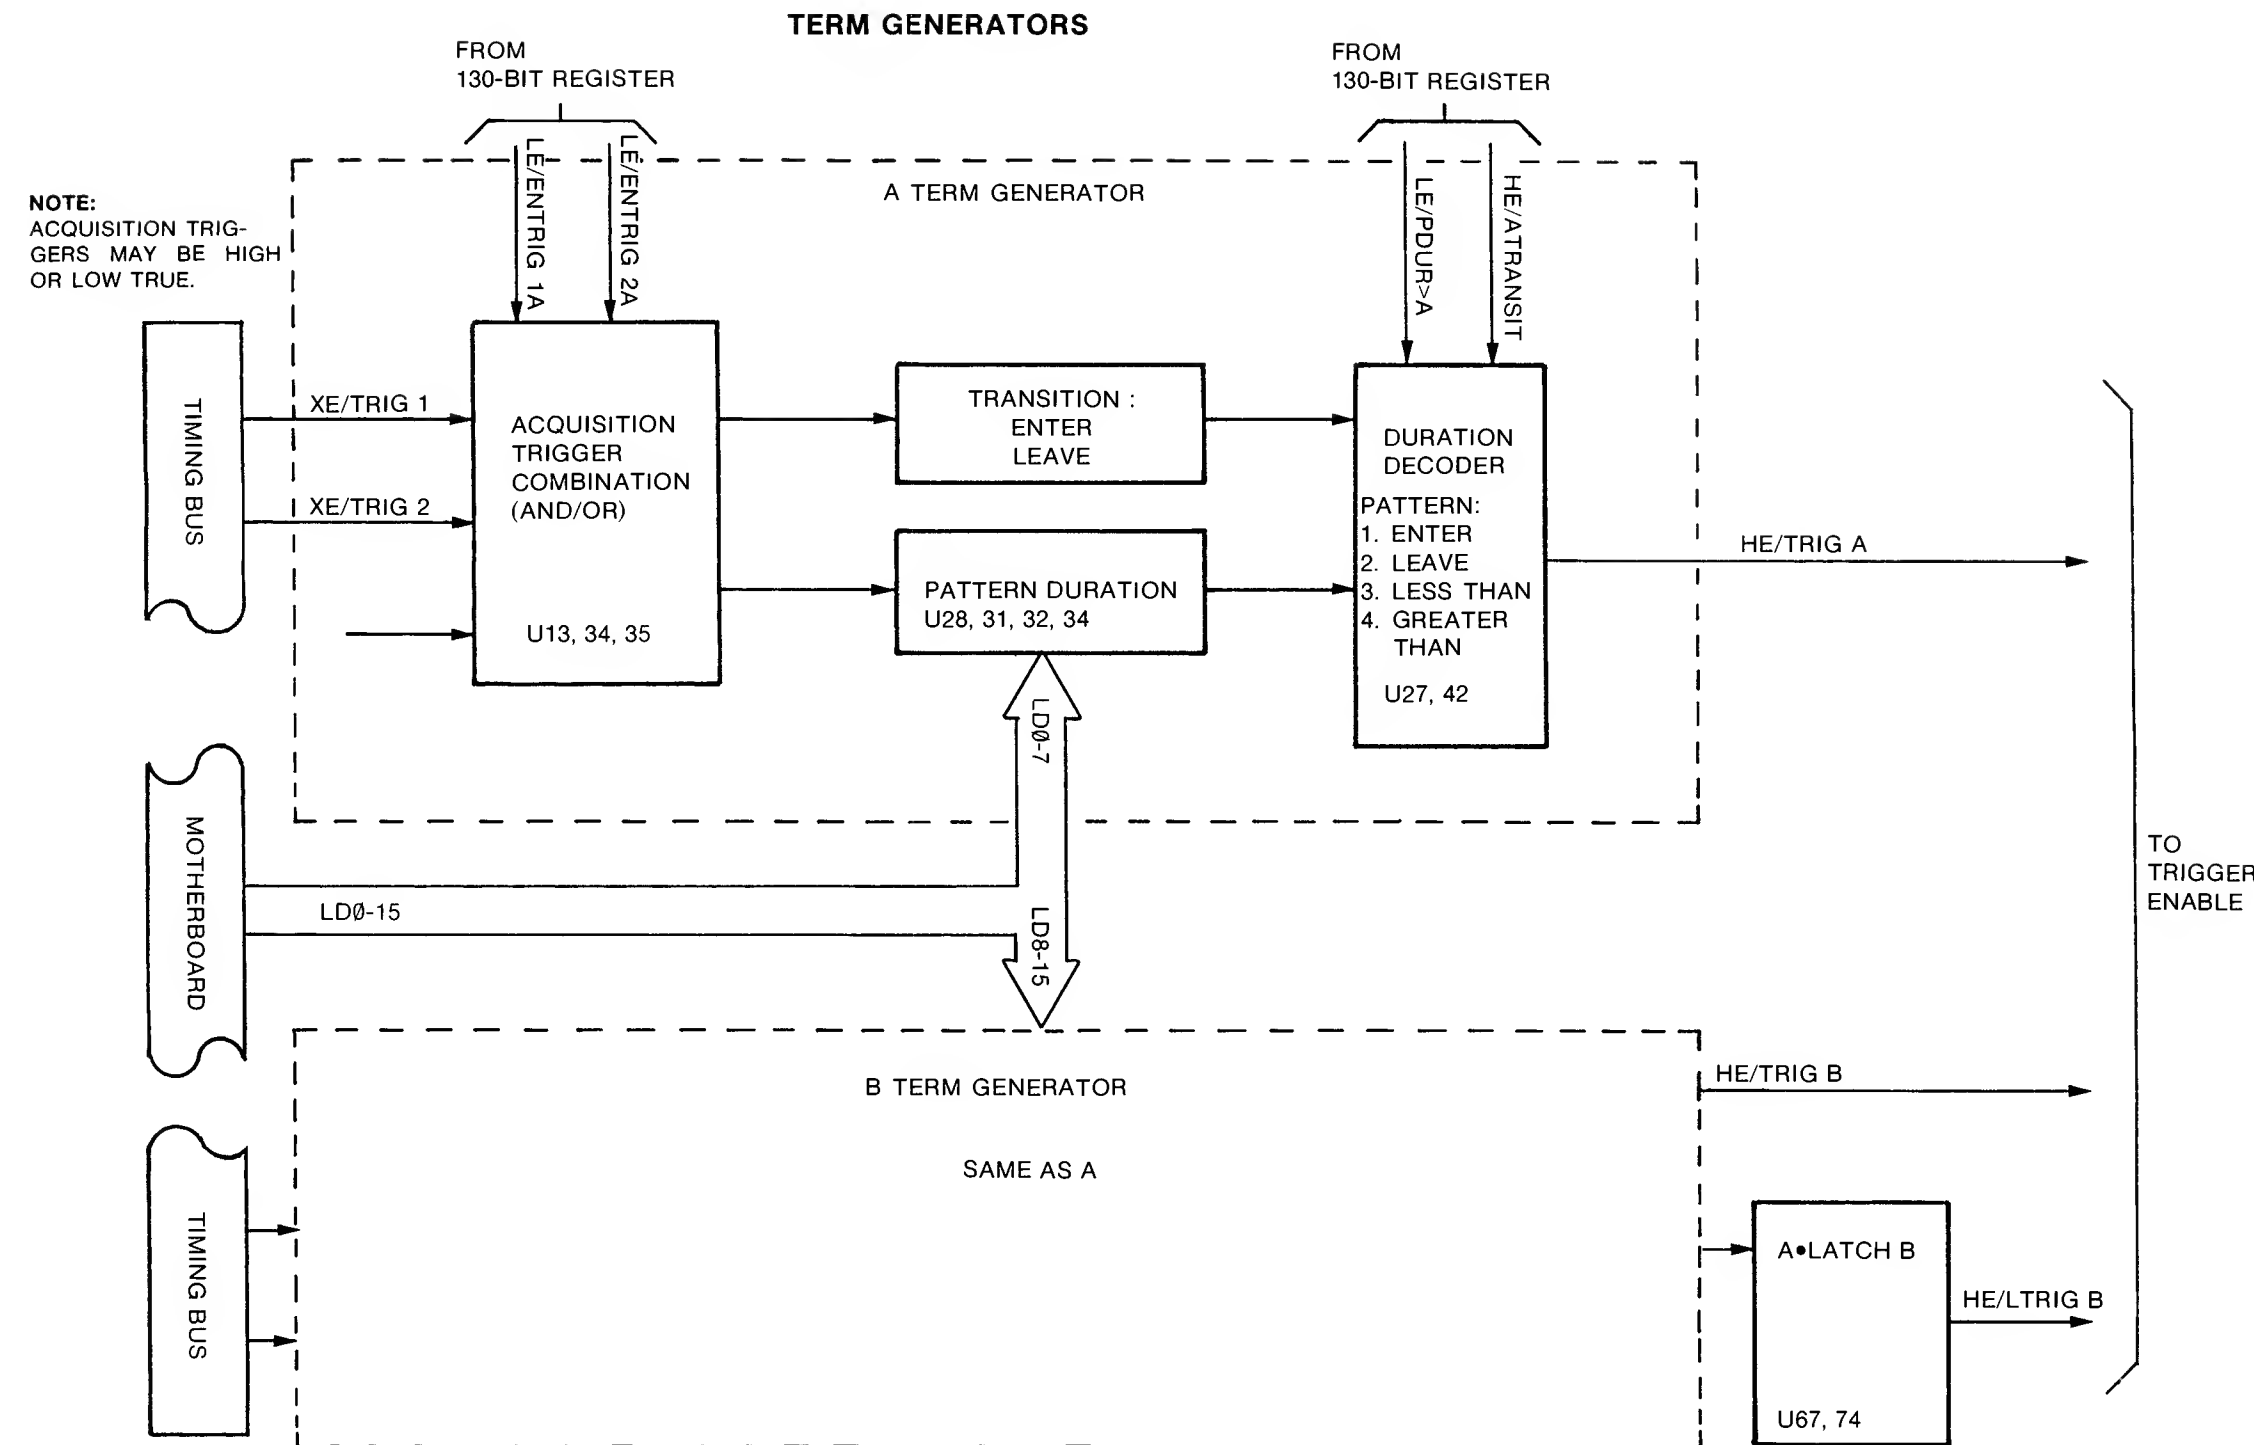 TERM GENERATORS
FROM
130-BIT REGISTER
FROM
130-BIT REGISTER
LE/ENTRIG 1A
LE/ENTRIG 2A
A TERM GENERATOR
LE/PDUR>A
HE/ATRANSIT
NOTE:
ACQUISITION TRIG-
GERS MAY BE HIGH
OR LOW TRUE.
TIMING BUS
XE/TRIG 1
XE/TRIG 2
ACQUISITION
TRIGGER
COMBINATION
(AND/OR)
U13, 34, 35
TRANSITION :
ENTER
LEAVE
PATTERN DURATION
U28, 31, 32, 34
DURATION
DECODER
PATTERN:
1. ENTER
2. LEAVE
3. LESS THAN
4. GREATER
THAN
U27, 42
HE/TRIG A
LDØ-7
MOTHERBOARD
LDØ-15
LD8-15
TO
TRIGGER
ENABLE
B TERM GENERATOR
SAME AS A
HE/TRIG B
TIMING BUS
A•LATCH B
U67, 74
HE/LTRIG B